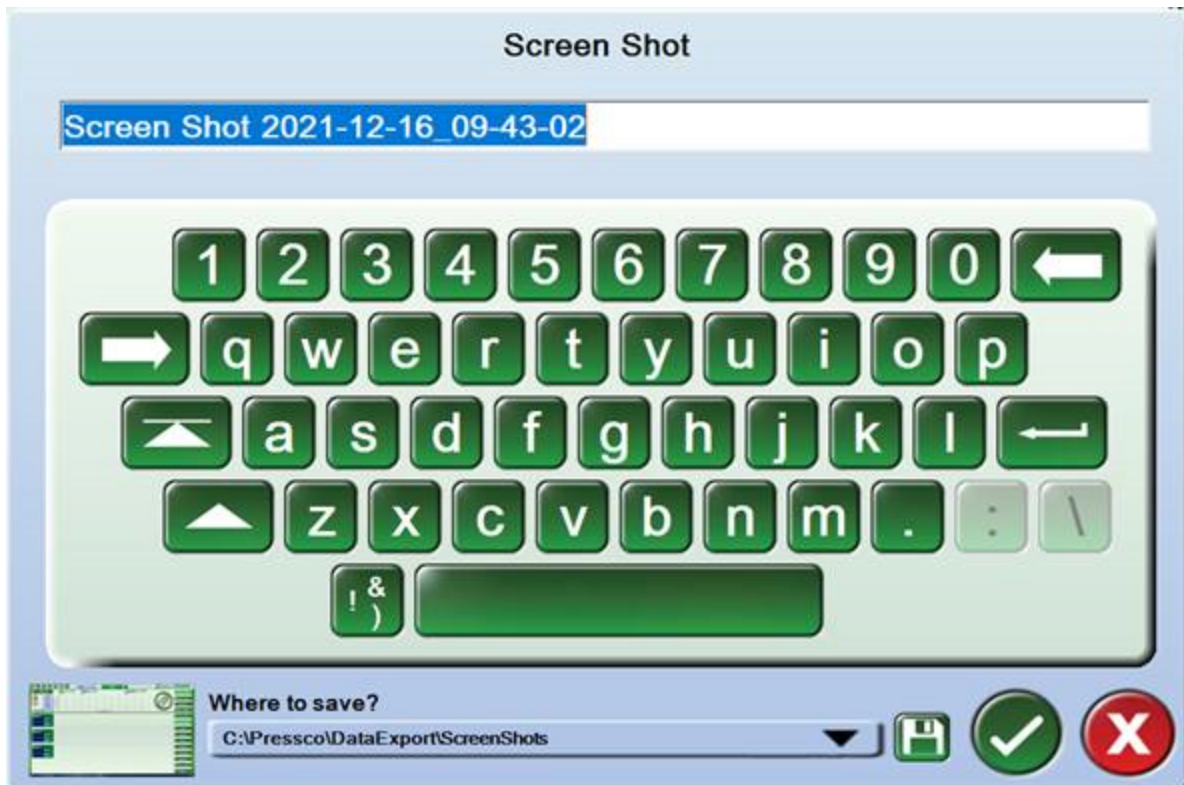 Screen Shot
Screen Shot 2021-12-16_09-43-02
1 2 3 4 5 6 7 8 9 0
q w e r t y u i o p
a s d f g h j k l
z x c v b n m . : \
! & )
Where to save?
C:\Pressco\DataExport\ScreenShots